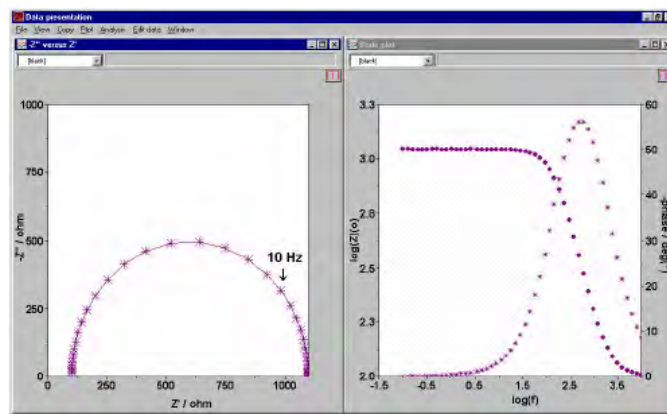 Data presentation
File View Copy Plot Analysis Edit data Window
-Z'' versus Z'
[blank]
1000
750
500
250
0
-Z'' / ohm
10 Hz
0 250 500 750 1000
Z' / ohm
[blank]
3.3
3.0
2.8
2.5
2.3
2.0
log(|Z|(o)
60
50
40
30
20
10
0
-phase / deg
-1.5 -0.5 0.5 1.5 2.5 3.6
log(f)